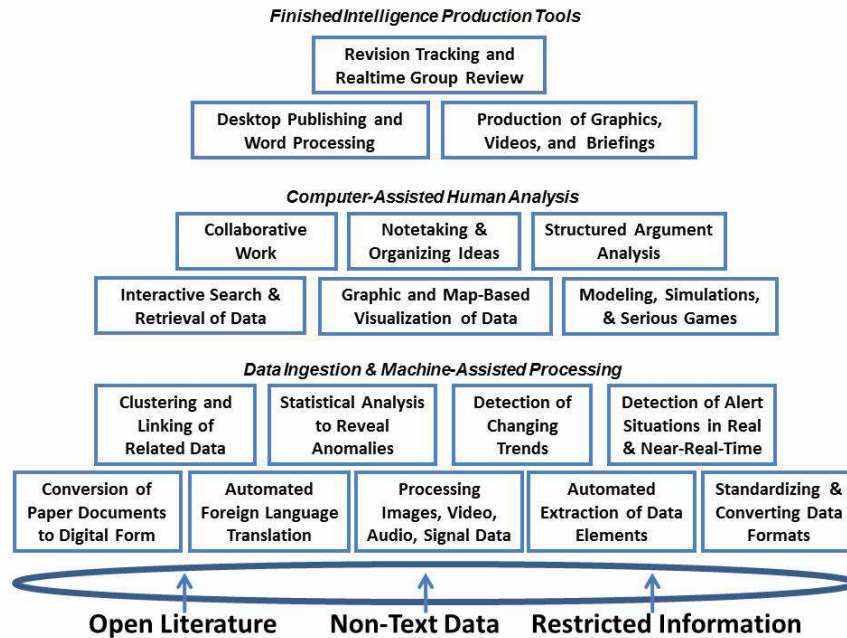 Finished Intelligence Production Tools
Revision Tracking and
Realtime Group Review
Desktop Publishing and
Word Processing
Production of Graphics,
Videos, and Briefings
Computer-Assisted Human Analysis
Collaborative
Work
Notetaking &
Organizing Ideas
Structured Argument
Analysis
Interactive Search &
Retrieval of Data
Graphic and Map-Based
Visualization of Data
Modeling, Simulations,
& Serious Games
Data Ingestion & Machine-Assisted Processing
Clustering and
Linking of
Related Data
Statistical Analysis
to Reveal
Anomalies
Detection of
Changing
Trends
Detection of Alert
Situations in Real
& Near-Real-Time
Conversion of
Paper Documents
to Digital Form
Automated
Foreign Language
Translation
Processing
Images, Video,
Audio, Signal Data
Automated
Extraction of Data
Elements
Standardizing &
Converting Data
Formats
Open Literature
Non-Text Data
Restricted Information